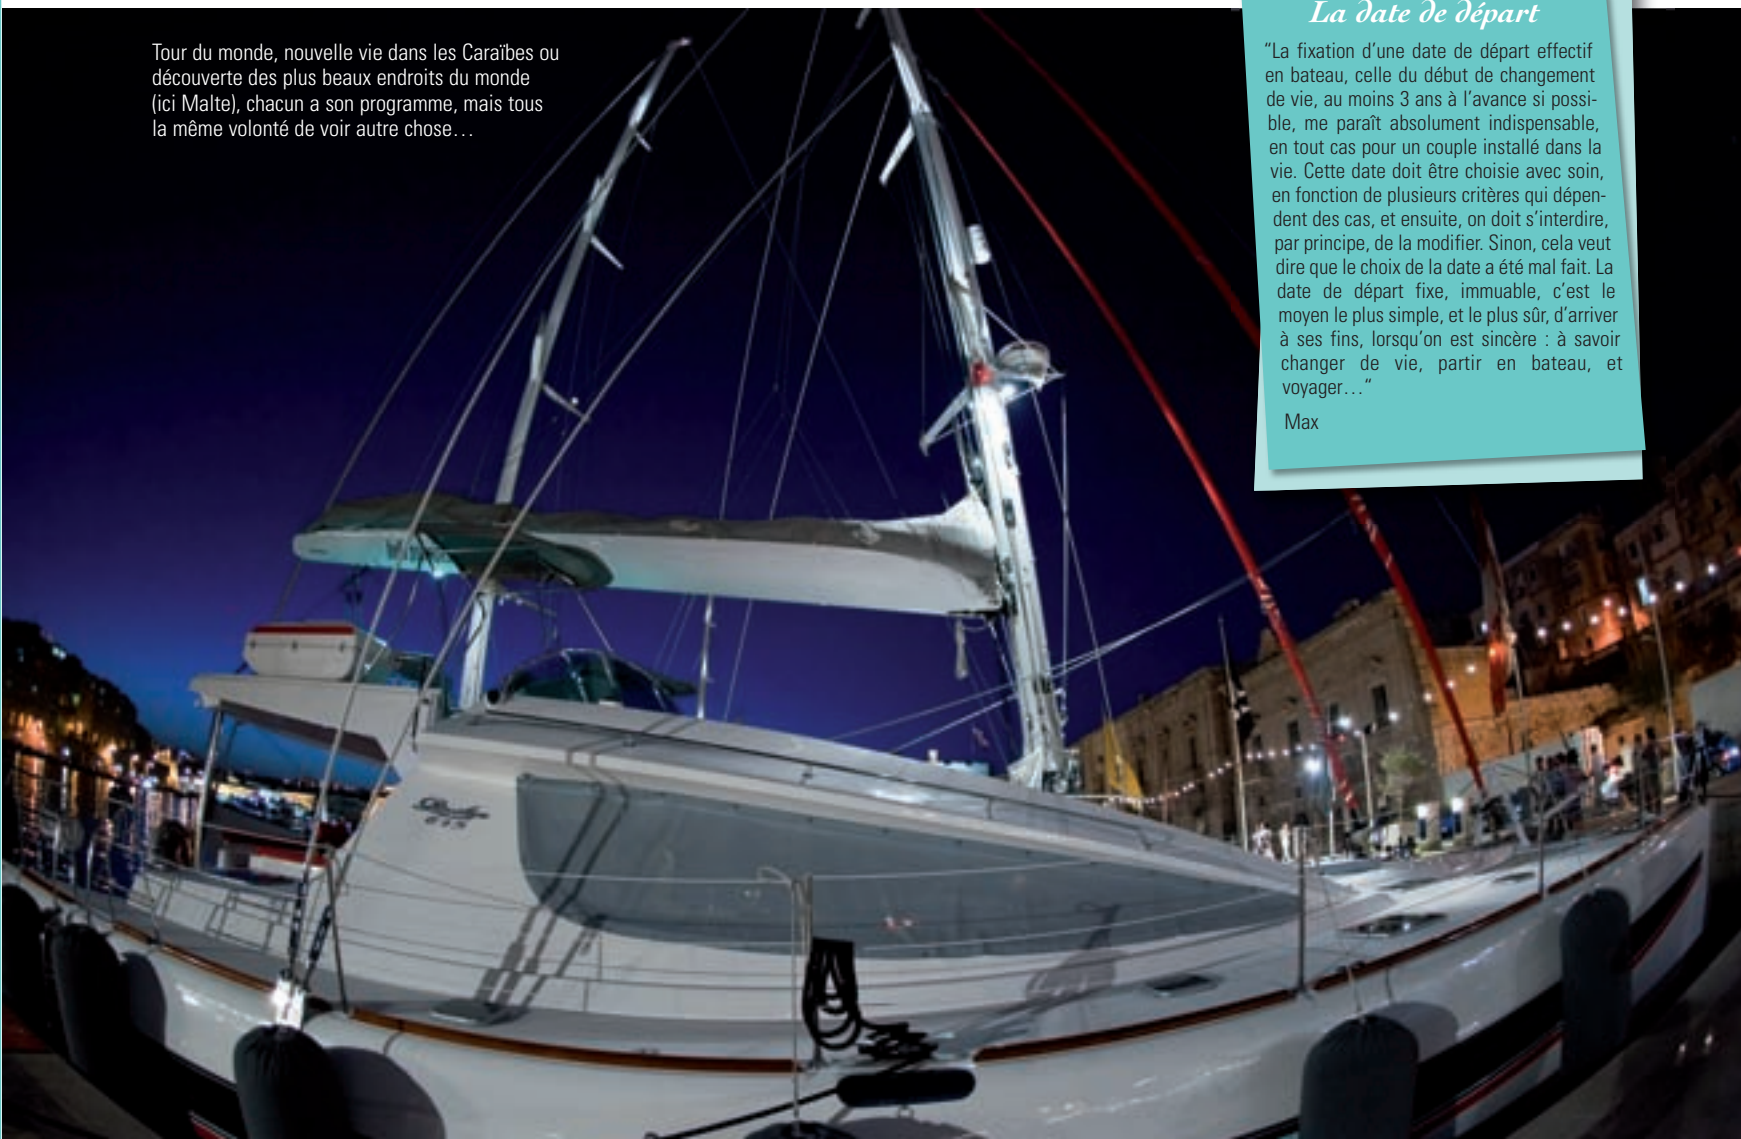 Tour du monde, nouvelle vie dans les Caraïbes ou
découverte des plus beaux endroits du monde
(ici Malte), chacun a son programme, mais tous
la même volonté de voir autre chose…
La date de départ
“La fixation d’une date de départ effectif
en bateau, celle du début de changement
de vie, au moins 3 ans à l’avance si possi-
ble, me paraît absolument indispensable,
en tout cas pour un couple installé dans la
vie. Cette date doit être choisie avec soin,
en fonction de plusieurs critères qui dépen-
dent des cas, et ensuite, on doit s’interdire,
par principe, de la modifier. Sinon, cela veut
dire que le choix de la date a été mal fait. La
date de départ fixe, immuable, c’est le
moyen le plus simple, et le plus sûr, d’arriver
à ses fins, lorsqu’on est sincère : à savoir
changer de vie, partir en bateau, et
voyager…“
Max